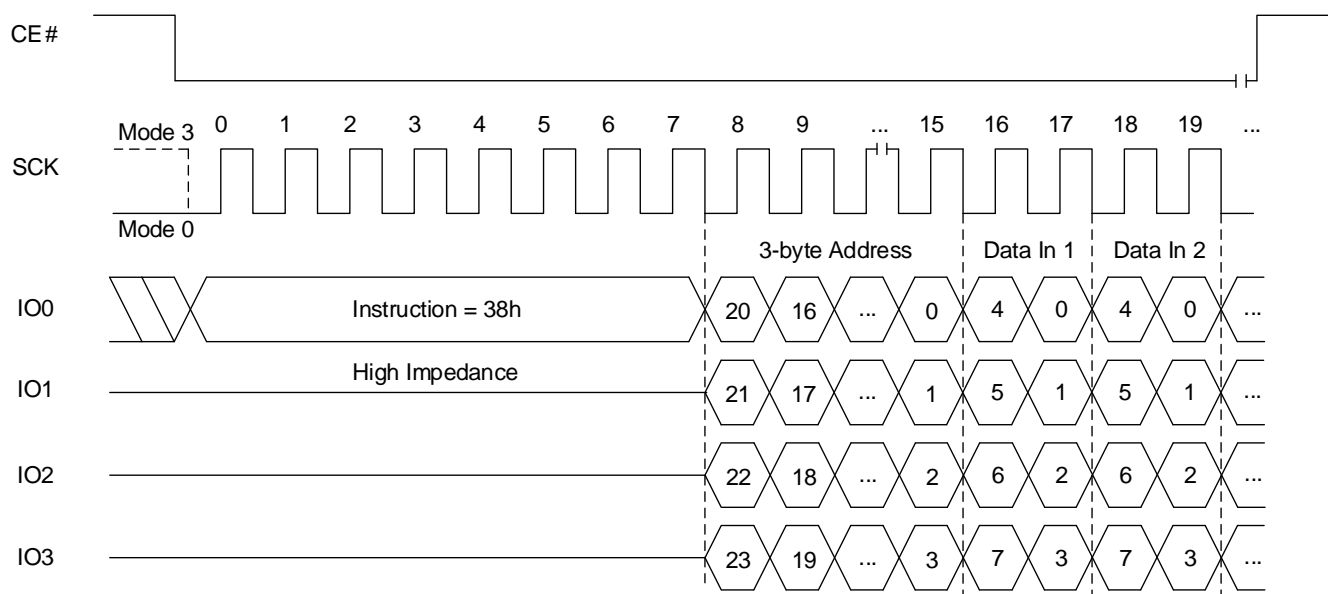 CE#
0 1 2 3 4 5 6 7 8 9 ... 15 16 17 18 19 ...
Mode 3
SCK
Mode 0
3-byte Address Data In 1 Data In 2
IO0 Instruction = 38h 20 16 ... 0 4 0 4 0 ...
High Impedance
IO1 21 17 ... 1 5 1 5 1 ...
IO2 22 18 ... 2 6 2 6 2 ...
IO3 23 19 ... 3 7 3 7 3 ...